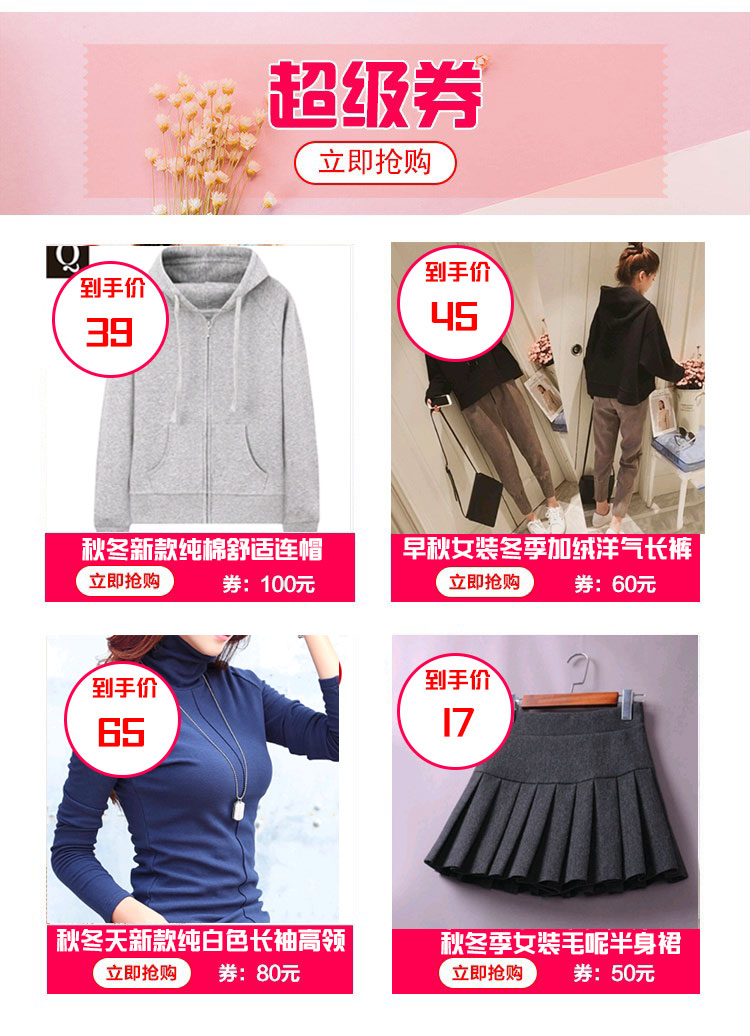 超级券
立即抢购
Q
到手价
39
到手价
45
秋冬新款纯棉舒适连帽
立即抢购 券：100元
早秋女装冬季加绒洋气长裤
立即抢购 券：60元
到手价
65
到手价
17
秋冬天新款纯白色长袖高领
立即抢购 券：80元
秋冬季女装毛呢半身裙
立即抢购 券：50元